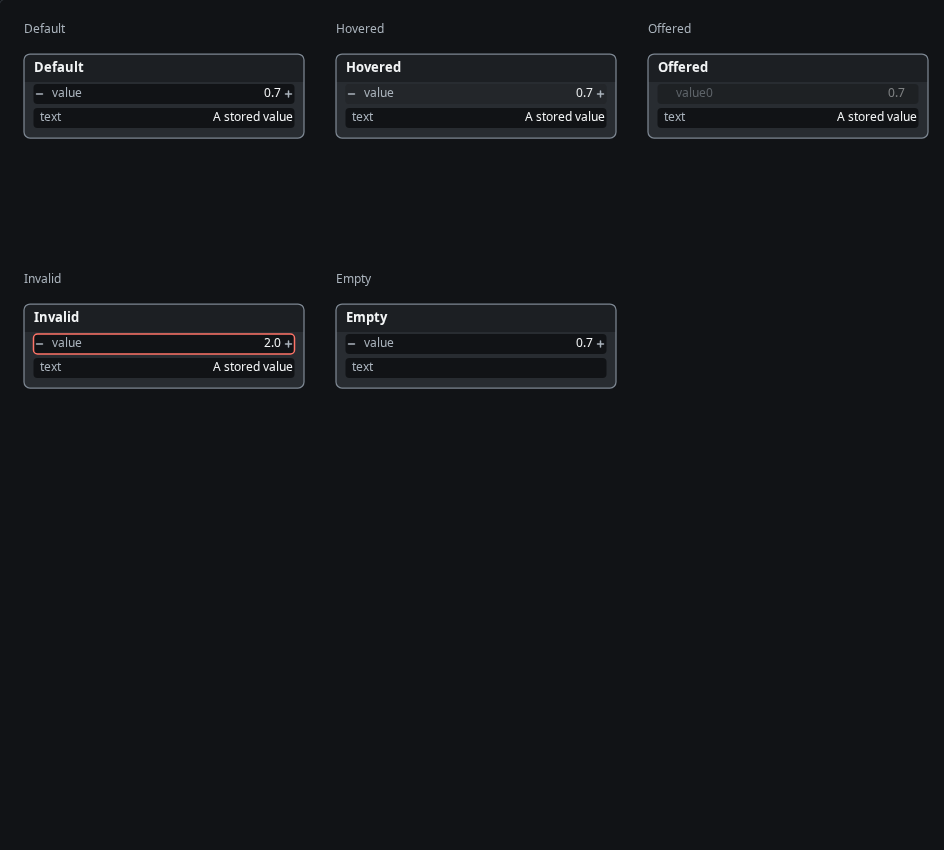 Default Hovered Offered
Default Hovered Offered
− value 0.7 + − value 0.7 + value0 0.7
text A stored value text A stored value text A stored value
Invalid Empty
Invalid Empty
− value 2.0 + − value 0.7 +
text A stored value text